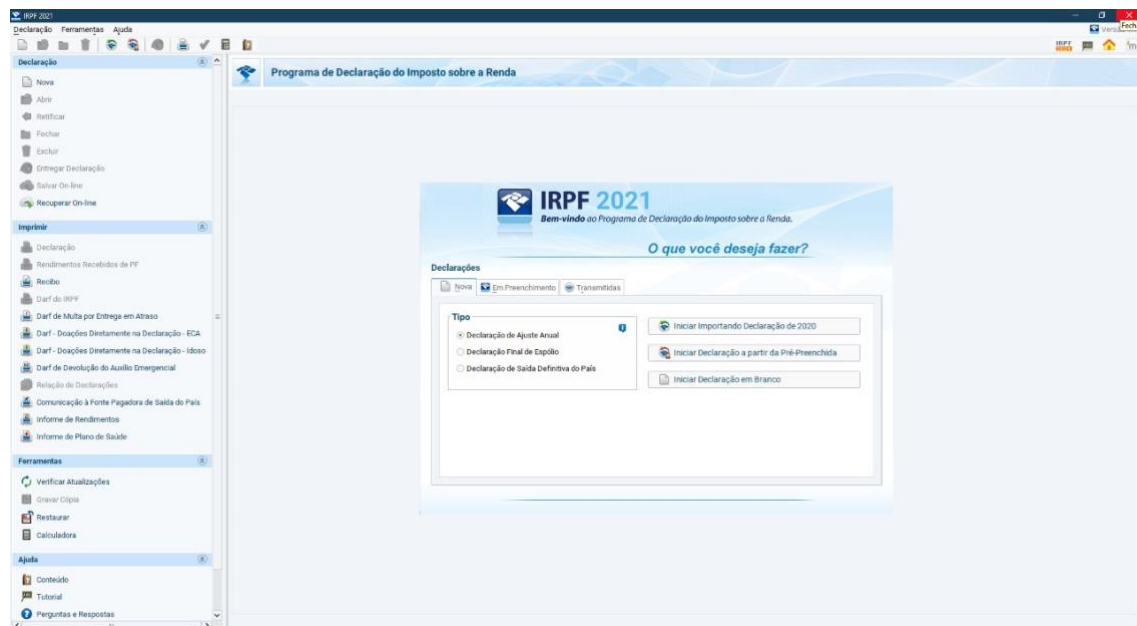 IRPF 2021
Declaração Ferramentas Ajuda
Fech
IRPF
Declaração
Nova
Abrir
Retificar
Fechar
Excluir
Entregar Declaração
Salvar On-line
Recuperar On-line
Imprimir
Declaração
Rendimentos Recebidos de PF
Recibo
Darf do IRPF
Darf de Multa por Entrega em Atraso
Darf - Doações Diretamente na Declaração - ECA
Darf - Doações Diretamente na Declaração - Idoso
Darf de Devolução do Auxílio Emergencial
Relação de Declarações
Comunicação à Fonte Pagadora de Saída do País
Informe de Rendimentos
Informe de Plano de Saúde
Ferramentas
Verificar Atualizações
Gravar Cópia
Restaurar
Calculadora
Ajuda
Conteúdo
Tutorial
Perguntas e Respostas
Programa de Declaração do Imposto sobre a Renda
IRPF 2021
Bem-vindo ao Programa de Declaração do Imposto sobre a Renda.
O que você deseja fazer?
Declarações
Nova Em Preenchimento Transmitidas
Tipo
Declaração de Ajuste Anual
Declaração Final de Espólio
Declaração de Saída Definitiva do País
Iniciar Importando Declaração de 2020
Iniciar Declaração a partir da Pré-Preenchida
Iniciar Declaração em Branco